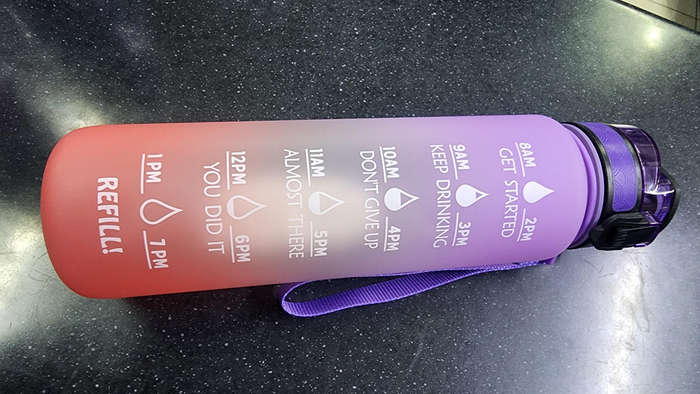 8AM 2PM
GET STARTED
9AM 3PM
KEEP DRINKING
10AM 4PM
DON'T GIVE UP
11AM 5PM
ALMOST THERE
12PM 6PM
YOU DID IT
1PM 7PM
REFILL!